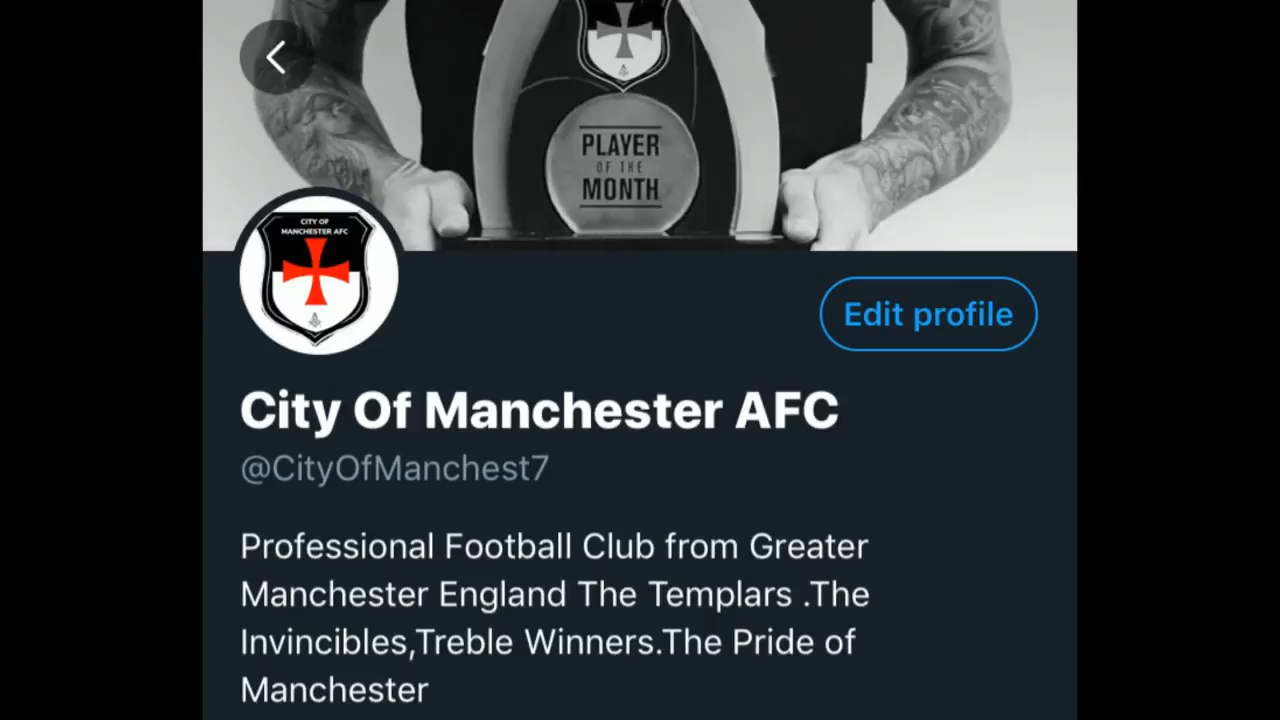 PLAYER
OF THE
MONTH
CITY OF
MANCHESTER AFC
Edit profile
City Of Manchester AFC
@CityOfManchest7
Professional Football Club from Greater
Manchester England The Templars .The
Invincibles,Treble Winners.The Pride of
Manchester